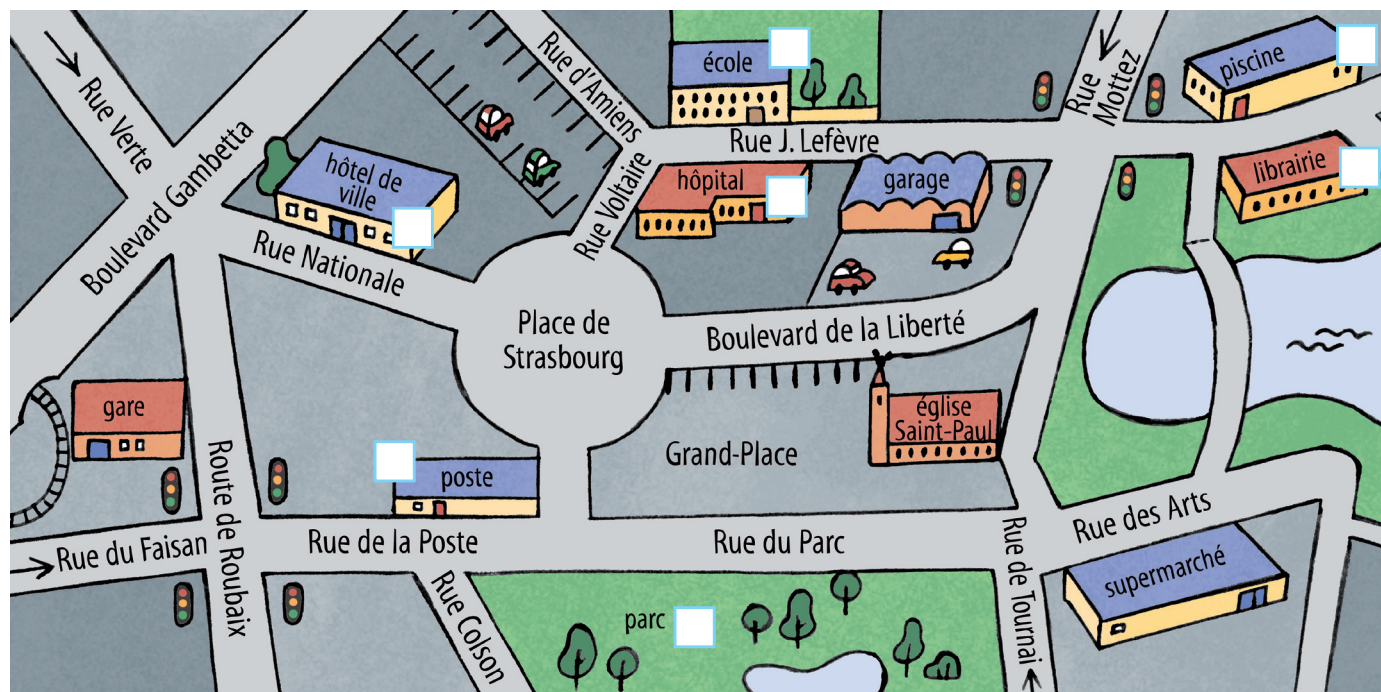 Rue Verte
Boulevard Gambetta
hôtel de
ville
Rue Nationale
Rue d'Amiens
Rue Voltaire
école
Rue J. Lefèvre
hôpital
garage
Rue
Mottez
piscine
librairie
Place de
Strasbourg
Boulevard de la Liberté
gare
Route de Roubaix
poste
Grand-Place
église
Saint-Paul
Rue du Faisan
Rue de la Poste
Rue du Parc
Rue des Arts
Rue Colson
parc
Rue de Tournai
supermarché